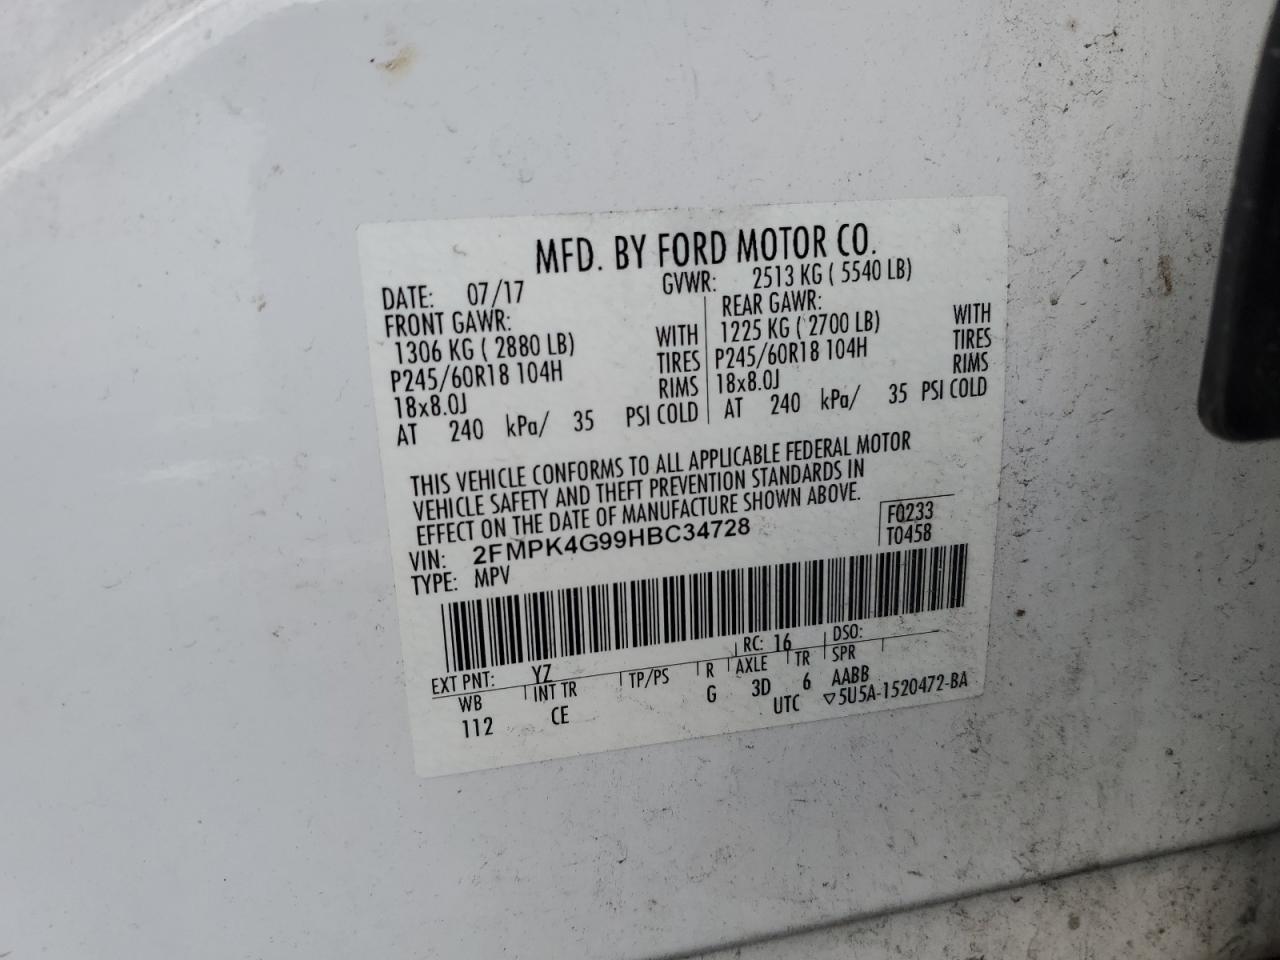 MFD. BY FORD MOTOR CO.
DATE: 07/17 GVWR: 2513 KG ( 5540 LB)
FRONT GAWR: REAR GAWR:
1306 KG ( 2880 LB) WITH 1225 KG ( 2700 LB) WITH
P245/60R18 104H TIRES P245/60R18 104H TIRES
18x8.0J RIMS 18x8.0J RIMS
AT 240 kPa/ 35 PSI COLD AT 240 kPa/ 35 PSI COLD
THIS VEHICLE CONFORMS TO ALL APPLICABLE FEDERAL MOTOR
VEHICLE SAFETY AND THEFT PREVENTION STANDARDS IN
EFFECT ON THE DATE OF MANUFACTURE SHOWN ABOVE.
VIN: 2FMPK4G99HBC34728 F0233
TYPE: MPV T0458
EXT PNT: YZ RC: 16 DSO:
WB INT TR TP/PS R AXLE TR SPR
112 CE G 3D 6 AABB
UTC ▽5U5A-1520472-BA